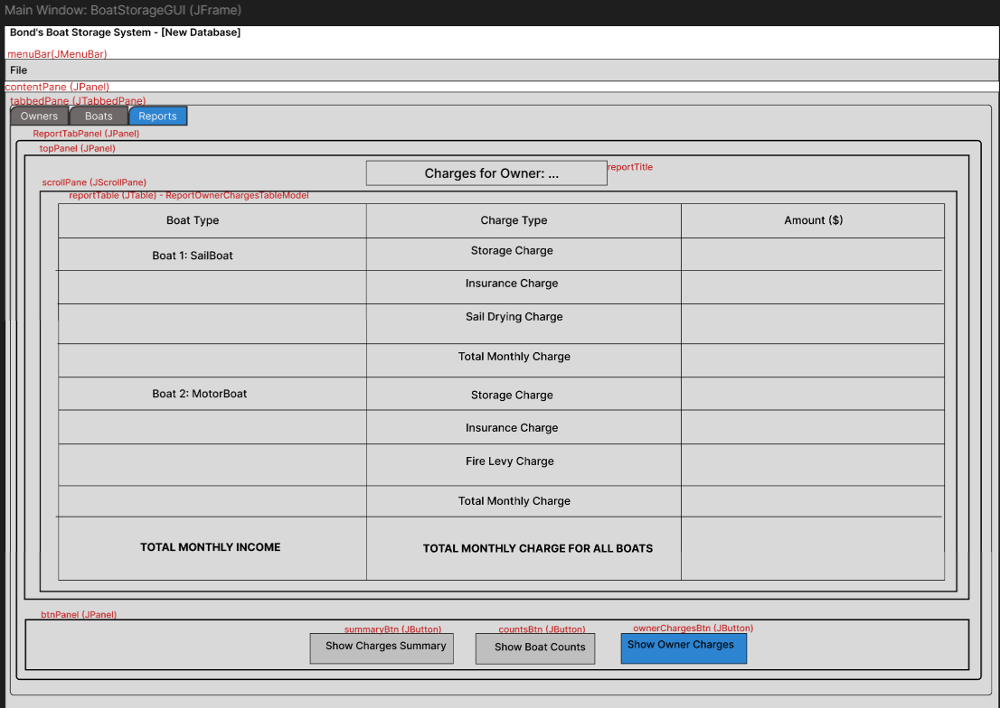 Main Window: BoatStorageGUI (JFrame)
Bond's Boat Storage System - [New Database]
menuBar(JMenuBar)
File
contentPane (JPanel)
tabbedPane (JTabbedPane)
Owners Boats Reports
ReportTabPanel (JPanel)
topPanel (JPanel)
Charges for Owner: ... reportTitle
scrollPane (JScrollPane)
reportTable (JTable) - ReportOwnerChargesTableModel
Boat Type Charge Type Amount ($)
Boat 1: SailBoat Storage Charge
Insurance Charge
Sail Drying Charge
Total Monthly Charge
Boat 2: MotorBoat Storage Charge
Insurance Charge
Fire Levy Charge
Total Monthly Charge
TOTAL MONTHLY INCOME TOTAL MONTHLY CHARGE FOR ALL BOATS
btnPanel (JPanel)
summaryBtn (JButton) countsBtn (JButton) ownerChargesBtn (JButton)
Show Charges Summary Show Boat Counts Show Owner Charges